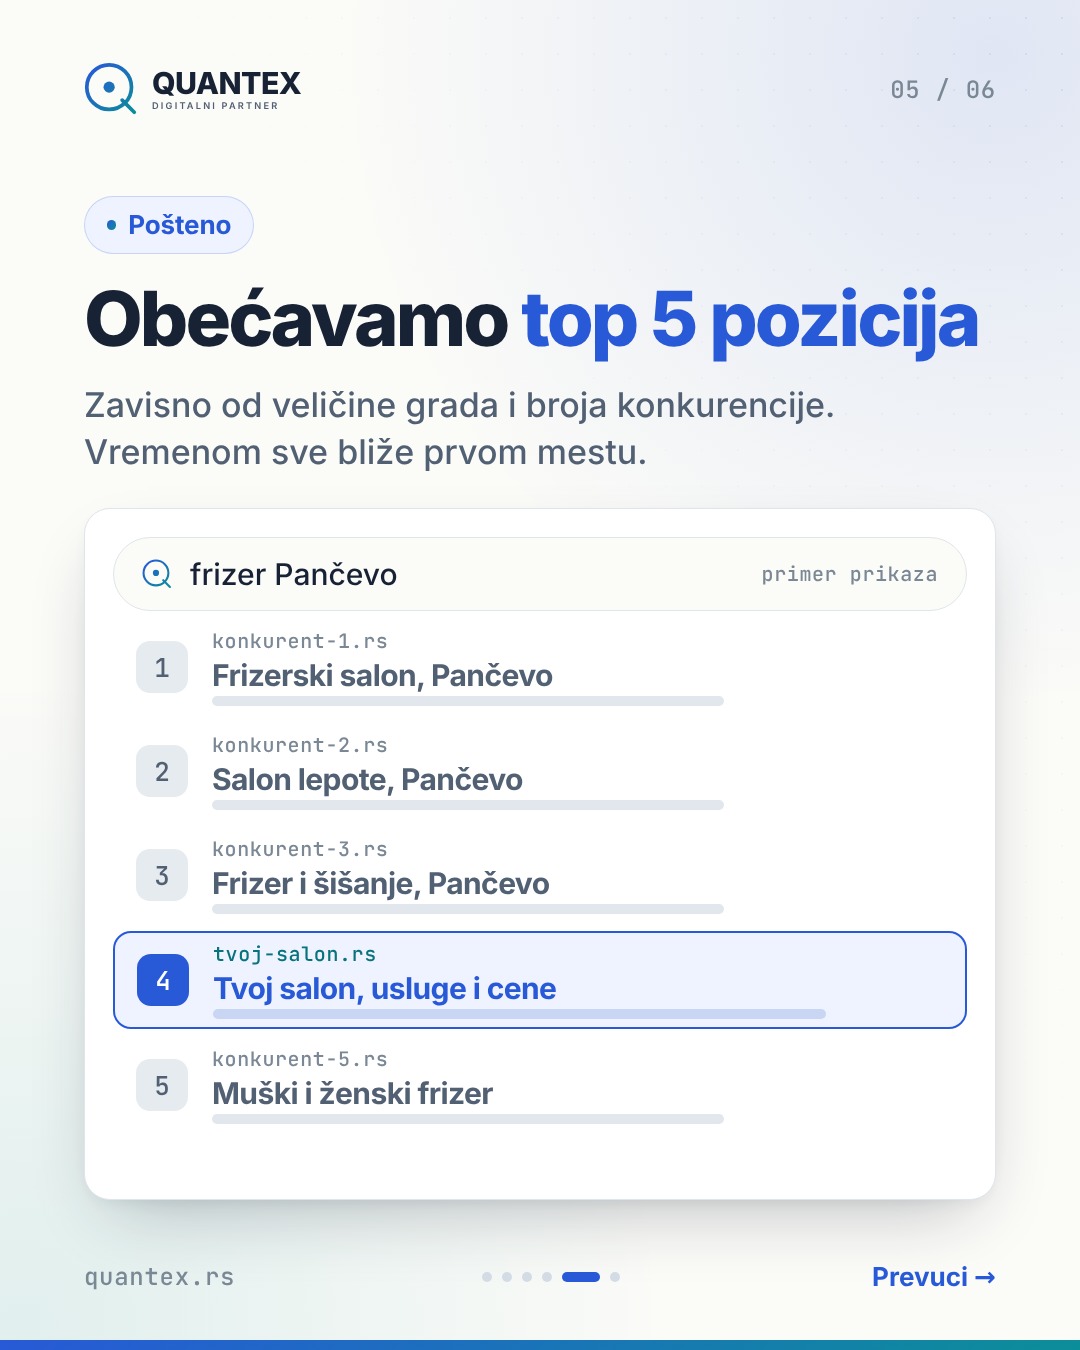 QUANTEX
DIGITALNI PARTNER
05 / 06
Pošteno
Obećavamo top 5 pozicija
Zavisno od veličine grada i broja konkurencije.
Vremenom sve bliže prvom mestu.
frizer Pančevo
primer prikaza
1
konkurent-1.rs
Frizerski salon, Pančevo
2
konkurent-2.rs
Salon lepote, Pančevo
3
konkurent-3.rs
Frizer i šišanje, Pančevo
4
tvoj-salon.rs
Tvoj salon, usluge i cene
5
konkurent-5.rs
Muški i ženski frizer
quantex.rs
Prevuci →